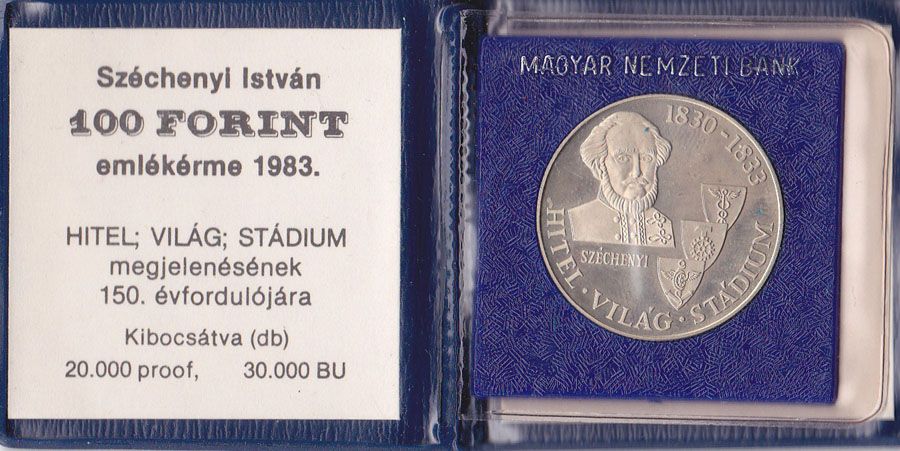 Széchenyi István
100 FORINT
emlékérme 1983.
HITEL; VILÁG; STÁDIUM
megjelenésének
150. évfordulójára
Kibocsátva (db)
20.000 proof, 30.000 BU
MAGYAR NEMZETI BANK
1830-1833
SZÉCHENYI
HITEL · VILÁG · STÁDIUM